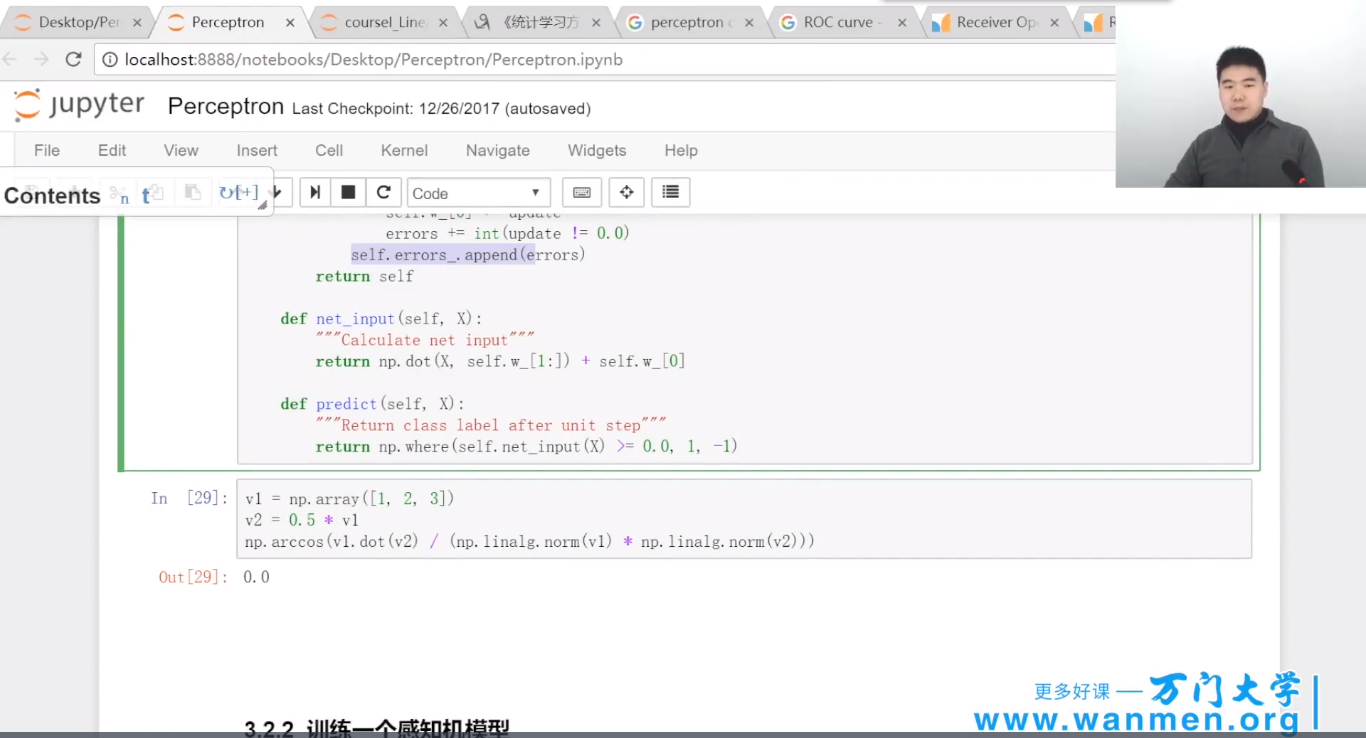 Desktop/Per
Perceptron
coursel_Line
《统计学习方
perceptron
ROC curve -
Receiver Op
localhost:8888/notebooks/Desktop/Perceptron/Perceptron.ipynb
jupyter Perceptron Last Checkpoint: 12/26/2017 (autosaved)
File Edit View Insert Cell Kernel Navigate Widgets Help
Contents n t [+] Code
update
errors += int(update != 0.0)
self.errors_.append(errors)
return self
def net_input(self, X):
"""Calculate net input"""
return np.dot(X, self.w_[1:]) + self.w_[0]
def predict(self, X):
"""Return class label after unit step"""
return np.where(self.net_input(X) >= 0.0, 1, -1)
In [29]: v1 = np.array([1, 2, 3])
v2 = 0.5 * v1
np.arccos(v1.dot(v2) / (np.linalg.norm(v1) * np.linalg.norm(v2)))
Out[29]: 0.0
3.2.2 训练一个感知机模型
更多好课 — 万门大学
www.wanmen.org